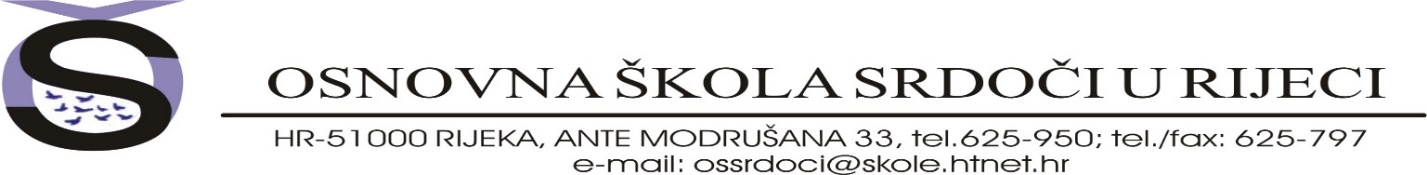 OSNOVNA ŠKOLA SRDOČI U RIJECI
HR-51000 RIJEKA, ANTE MODRUŠANA 33, tel.625-950; tel./fax: 625-797
e-mail: ossrdoci@skole.htnet.hr